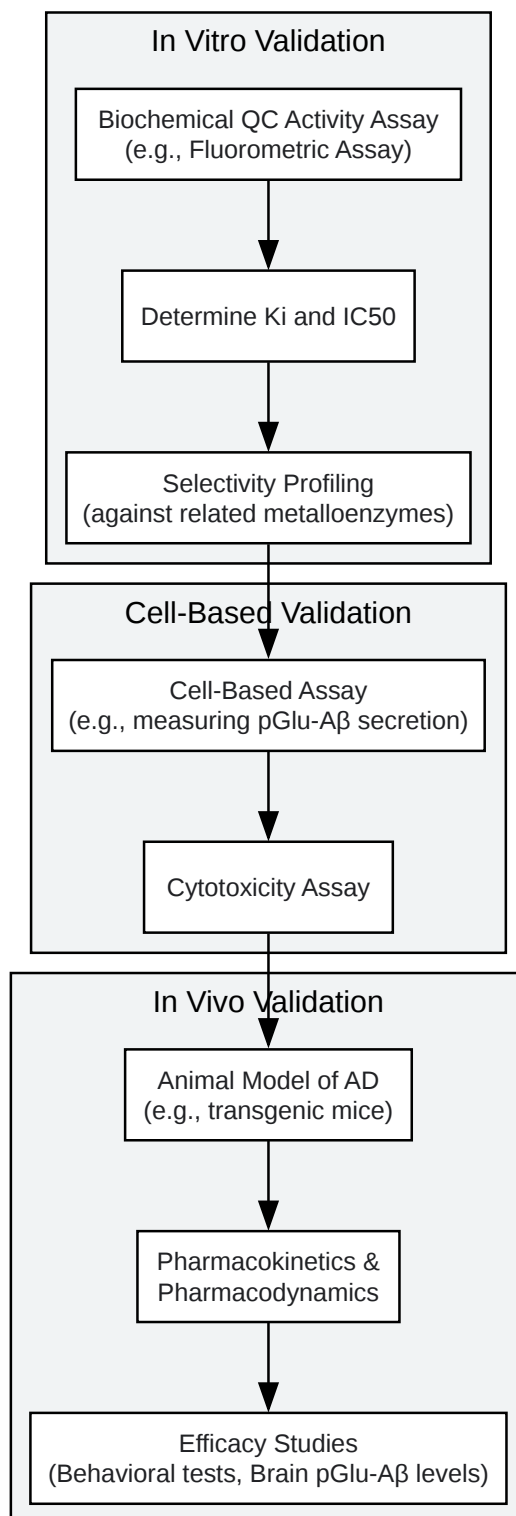 In Vitro Validation
Biochemical QC Activity Assay
(e.g., Fluorometric Assay)
Determine Ki and IC50
Selectivity Profiling
(against related metalloenzymes)
Cell-Based Validation
Cell-Based Assay
(e.g., measuring pGlu-Aβ secretion)
Cytotoxicity Assay
In Vivo Validation
Animal Model of AD
(e.g., transgenic mice)
Pharmacokinetics &
Pharmacodynamics
Efficacy Studies
(Behavioral tests, Brain pGlu-Aβ levels)